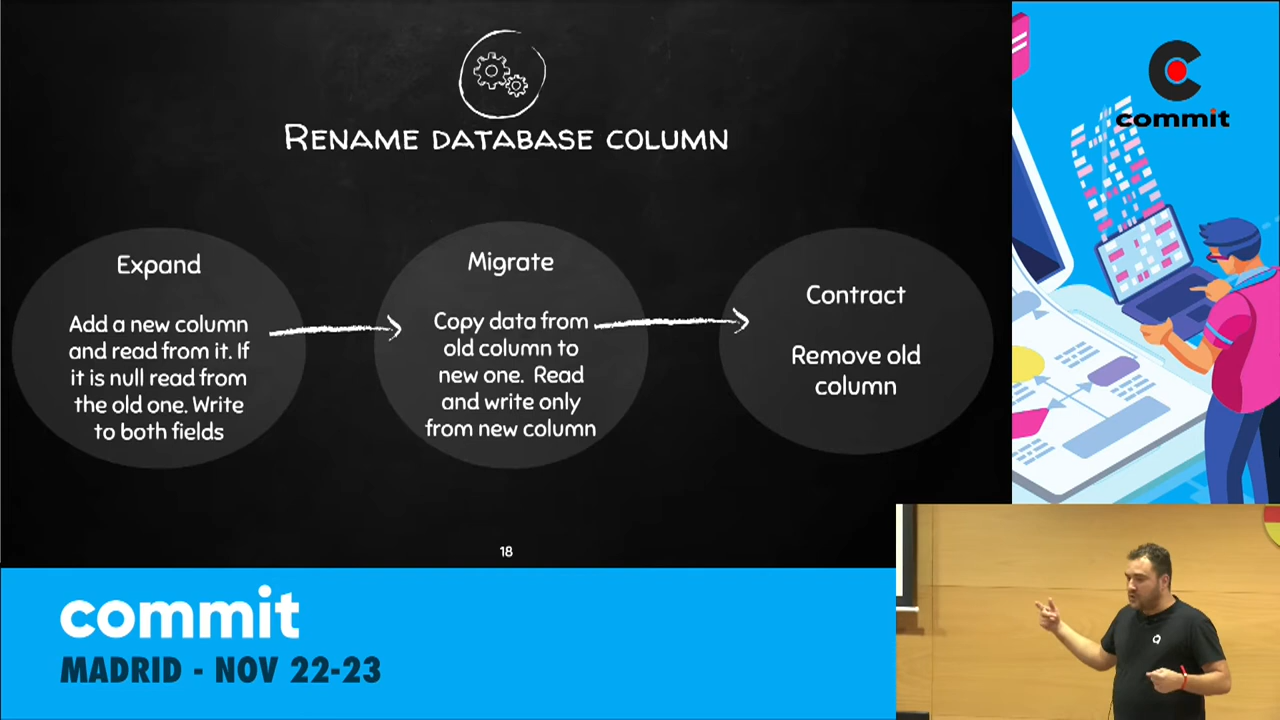 RENAME DATABASE COLUMN
Expand
Add a new column
and read from it. If
it is null read from
the old one. Write
to both fields
Migrate
Copy data from
old column to
new one. Read
and write only
from new column
Contract
Remove old
column
18
commit
commit
MADRID - NOV 22-23